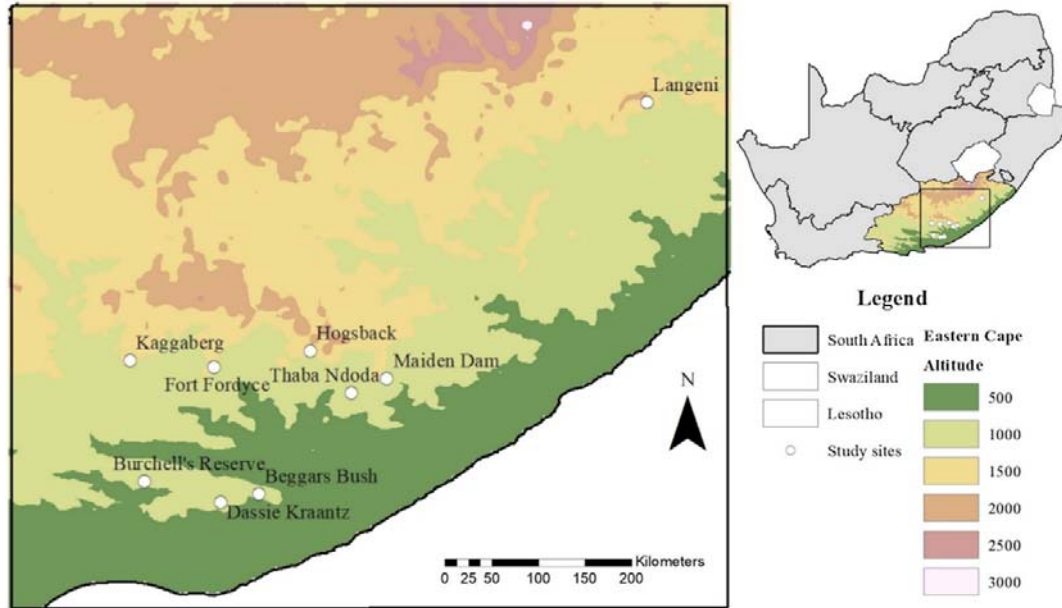 Langeni
Kaggaberg
Hogsback
Fort Fordyce
Thaba Ndoda
Maiden Dam
Burchell's Reserve
Beggars Bush
Dassie Kraantz
N
Kilometers
0 25 50 100 150 200
Legend
South Africa
Swaziland
Lesotho
Study sites
Eastern Cape
Altitude
500
1000
1500
2000
2500
3000